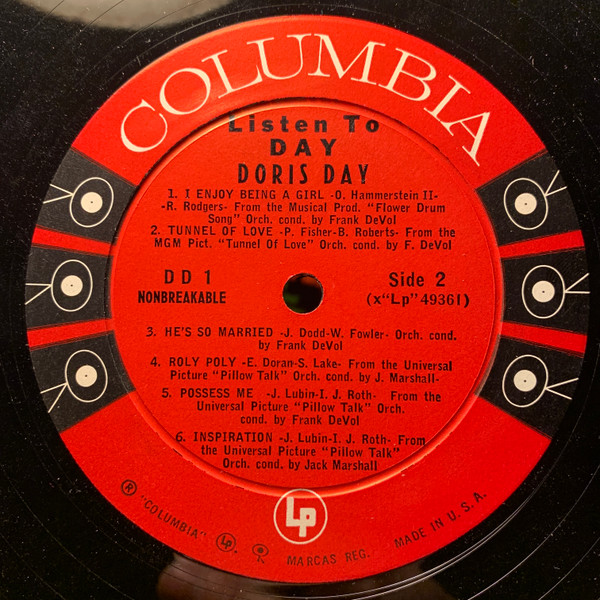 COLUMBIA
Listen To
DAY
DORIS DAY
1. I ENJOY BEING A GIRL -O. Hammerstein II-
-R. Rodgers- From the Musical Prod. "Flower Drum
Song" Orch. cond. by Frank DeVol
2. TUNNEL OF LOVE -P. Fisher-B. Roberts- From the
MGM Pict. "Tunnel Of Love" Orch. cond. by F. DeVol
DD 1
NONBREAKABLE
Side 2
(x"Lp" 49361)
3. HE'S SO MARRIED -J. Dodd-W. Fowler- Orch. cond.
by Frank DeVol
4. ROLY POLY -E. Doran-S. Lake- From the Universal
Picture "Pillow Talk" Orch. cond. by J. Marshall-
5. POSSESS ME -J. Lubin-I. J. Roth- From the
Universal Picture "Pillow Talk" Orch.
cond. by Frank DeVol
6. INSPIRATION -J. Lubin-I. J. Roth- From
the Universal Picture "Pillow Talk"
Orch. cond. by Jack Marshall
Lp
® "COLUMBIA" Lp, MARCAS REG. MADE IN U.S.A.